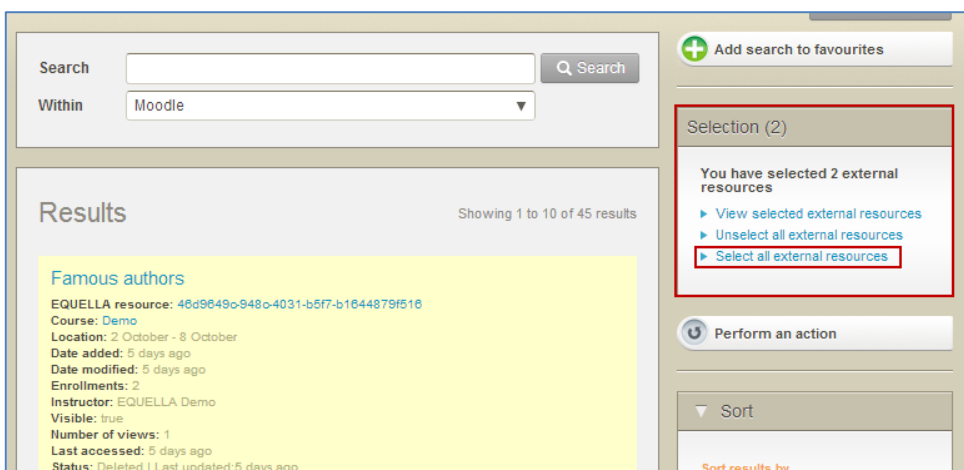 Search
Search
Within
Moodle
Results
Showing 1 to 10 of 45 results
Famous authors
EQUELLA resource: 46d9649c-948c-4031-b5f7-b1644879f516
Course: Demo
Location: 2 October - 8 October
Date added: 5 days ago
Date modified: 5 days ago
Enrollments: 2
Instructor: EQUELLA Demo
Visible: true
Number of views: 1
Last accessed: 5 days ago
Status: Deleted | Last updated:5 days ago
Add search to favourites
Selection (2)
You have selected 2 external
resources
View selected external resources
Unselect all external resources
Select all external resources
Perform an action
Sort
Sort results by